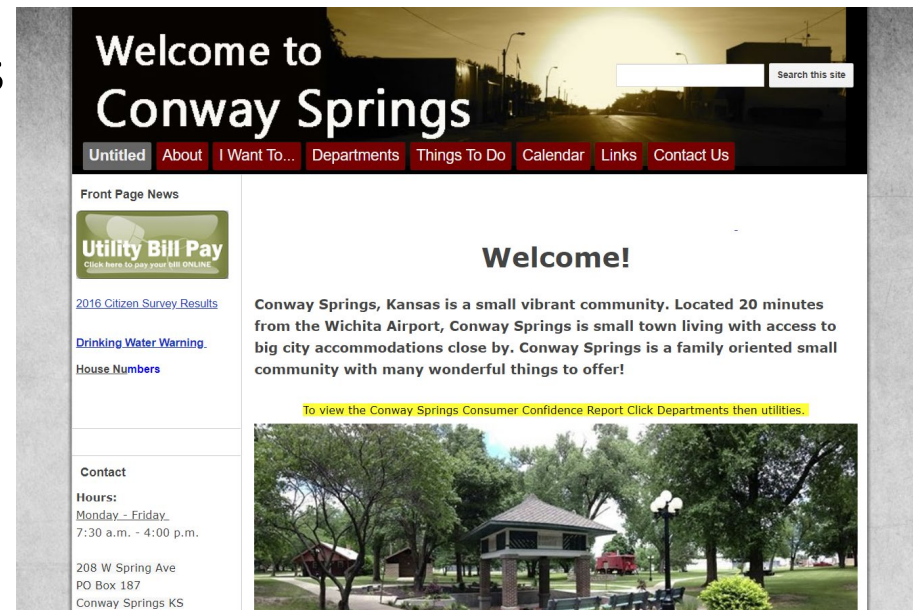 Welcome to
Conway Springs
Search this site
Untitled About I Want To... Departments Things To Do Calendar Links Contact Us
Front Page News
Utility Bill Pay
Click here to pay your bill ONLINE
2016 Citizen Survey Results
Drinking Water Warning
House Numbers
Contact
Hours:
Monday - Friday
7:30 a.m. - 4:00 p.m.
208 W Spring Ave
PO Box 187
Conway Springs KS
Welcome!
Conway Springs, Kansas is a small vibrant community. Located 20 minutes
from the Wichita Airport, Conway Springs is small town living with access to
big city accommodations close by. Conway Springs is a family oriented small
community with many wonderful things to offer!
To view the Conway Springs Consumer Confidence Report Click Departments then utilities.